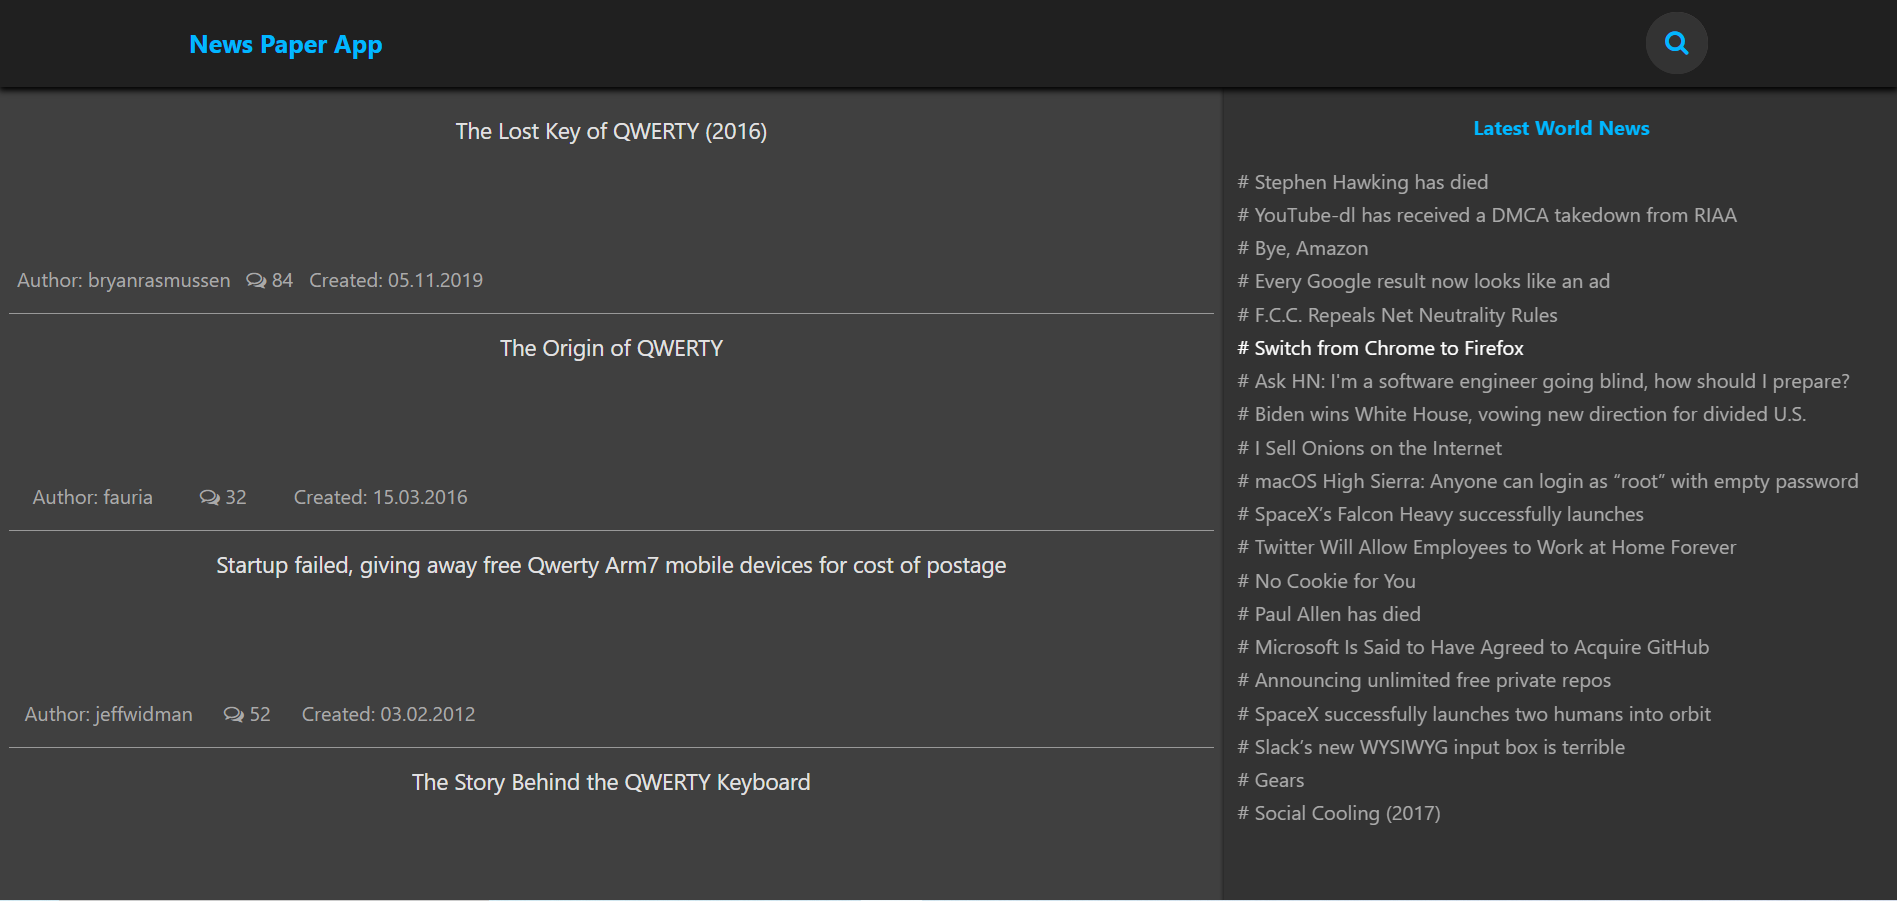 News Paper App
The Lost Key of QWERTY (2016)
Author: bryanrasmussen 84 Created: 05.11.2019
The Origin of QWERTY
Author: fauria 32 Created: 15.03.2016
Startup failed, giving away free Qwerty Arm7 mobile devices for cost of postage
Author: jeffwidman 52 Created: 03.02.2012
The Story Behind the QWERTY Keyboard
Latest World News
# Stephen Hawking has died
# YouTube-dl has received a DMCA takedown from RIAA
# Bye, Amazon
# Every Google result now looks like an ad
# F.C.C. Repeals Net Neutrality Rules
# Switch from Chrome to Firefox
# Ask HN: I'm a software engineer going blind, how should I prepare?
# Biden wins White House, vowing new direction for divided U.S.
# I Sell Onions on the Internet
# macOS High Sierra: Anyone can login as “root” with empty password
# SpaceX’s Falcon Heavy successfully launches
# Twitter Will Allow Employees to Work at Home Forever
# No Cookie for You
# Paul Allen has died
# Microsoft Is Said to Have Agreed to Acquire GitHub
# Announcing unlimited free private repos
# SpaceX successfully launches two humans into orbit
# Slack’s new WYSIWYG input box is terrible
# Gears
# Social Cooling (2017)